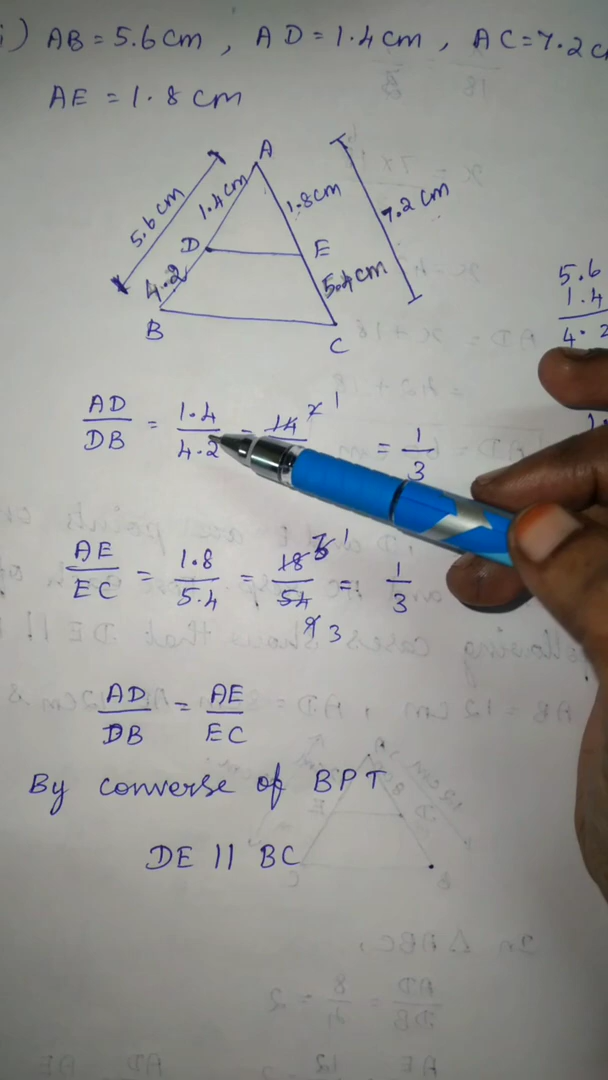 i) AB = 5.6 cm , AD = 1.4 cm , AC = 7.2 cm
AE = 1.8 cm
A
5.6 cm
1.4 cm
1.8 cm
7.2 cm
D
E
4.2
5.4 cm
B
C
5.6
1.4
4.2
AD/DB = 1.4/4.2 = 14 = 1/3
AE/EC = 1.8/5.4 = 18/54 = 1/3
AD/DB = AE/EC
By converse of BPT
DE || BC